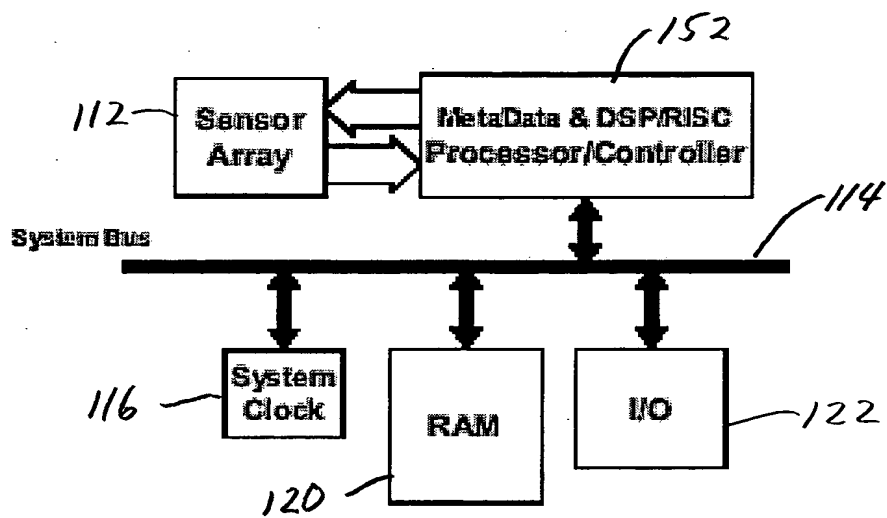 152
112
Sensor
Array
MetaData & DSP/RISC
Processor/Controller
114
System Bus
116
System
Clock
RAM
I/O
122
120